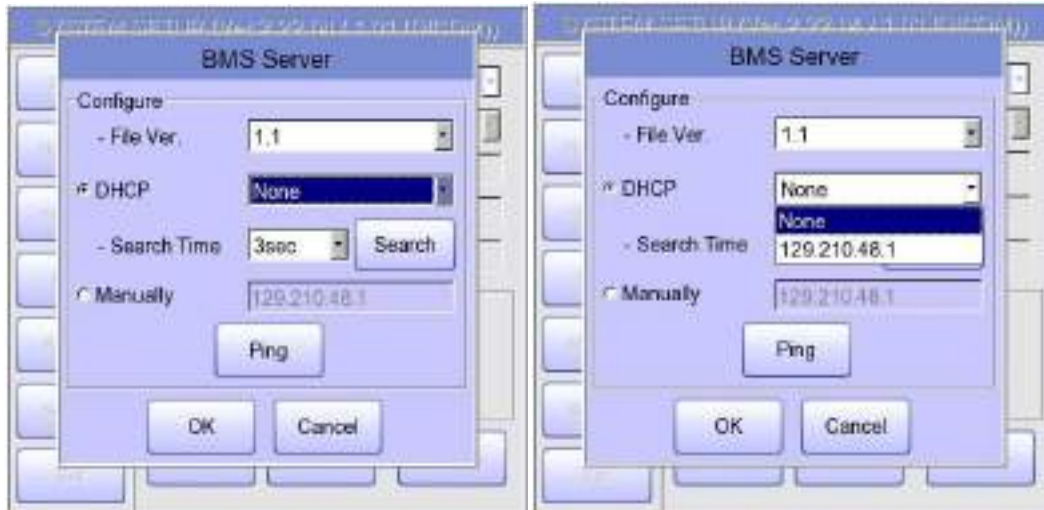 BMS Server
Configure
- File Ver. 1.1
DHCP None
- Search Time 3sec Search
Manually 129.210.48.1
Ping
OK Cancel
BMS Server
Configure
- File Ver. 1.1
DHCP None
None
- Search Time 129.210.48.1
Manually 129.210.48.1
Ping
OK Cancel